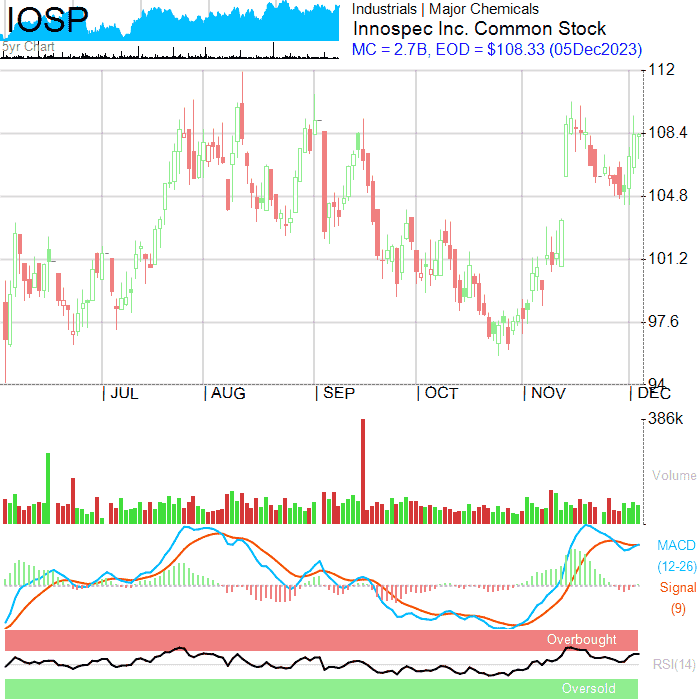 IOSP
5yr Chart
Industrials | Major Chemicals
Innospec Inc. Common Stock
MC = 2.7B, EOD = $108.33 (05Dec2023)
112
108.4
104.8
101.2
97.6
94
| JUL | AUG | SEP | OCT | NOV | DEC
386k
Volume
MACD
(12-26)
Signal
(9)
Overbought
RSI(14)
Oversold